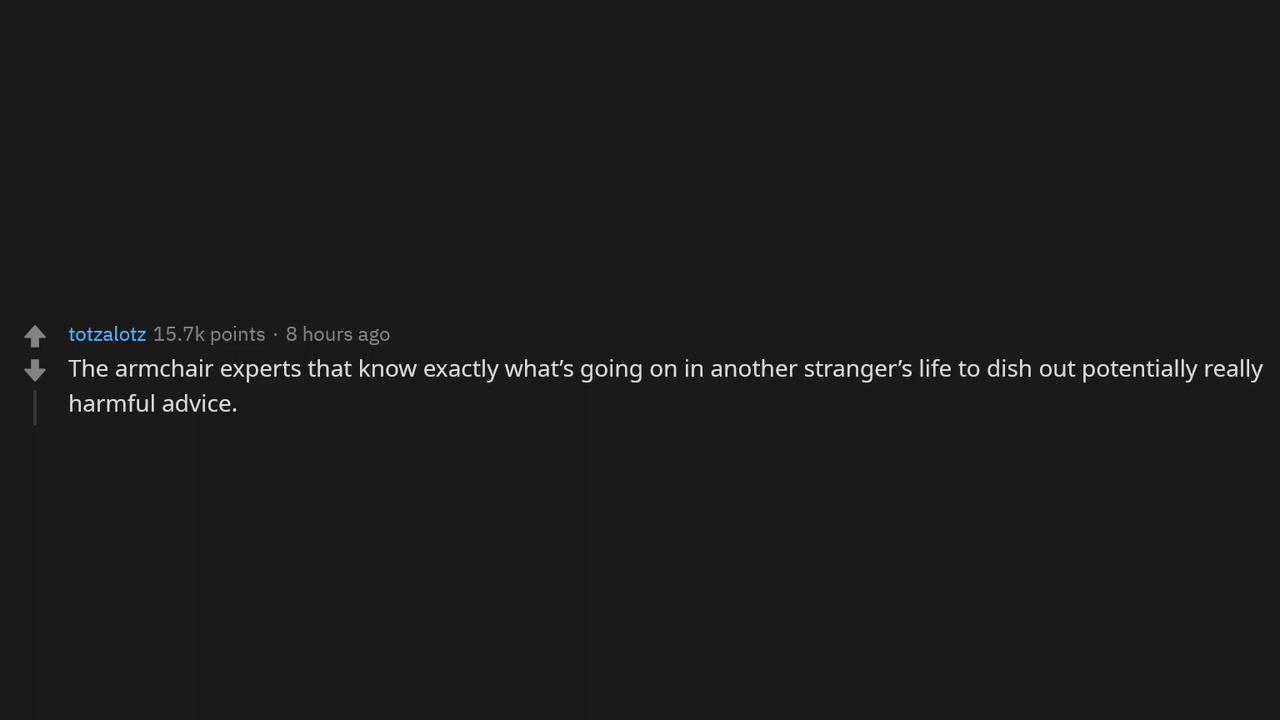 totzalotz 15.7k points · 8 hours ago
The armchair experts that know exactly what’s going on in another stranger’s life to dish out potentially really
harmful advice.